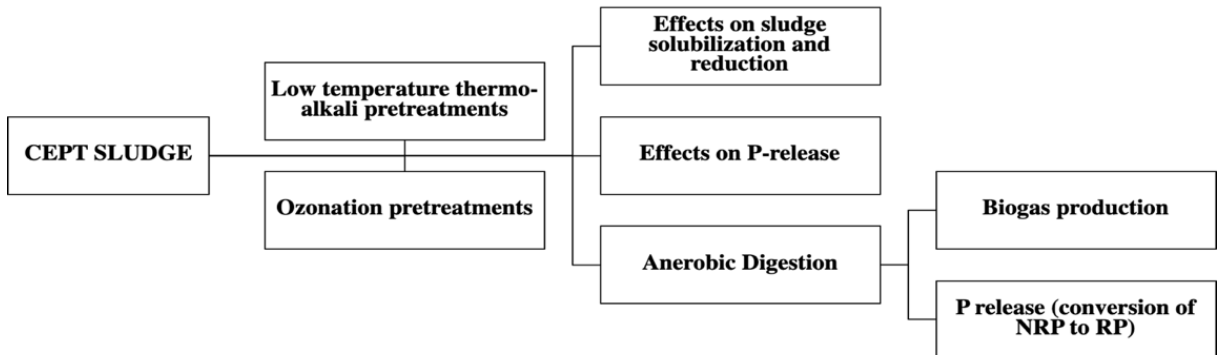 CEPT SLUDGE
Low temperature thermo-
alkali pretreatments
Ozonation pretreatments
Effects on sludge
solubilization and
reduction
Effects on P-release
Anerobic Digestion
Biogas production
P release (conversion of
NRP to RP)